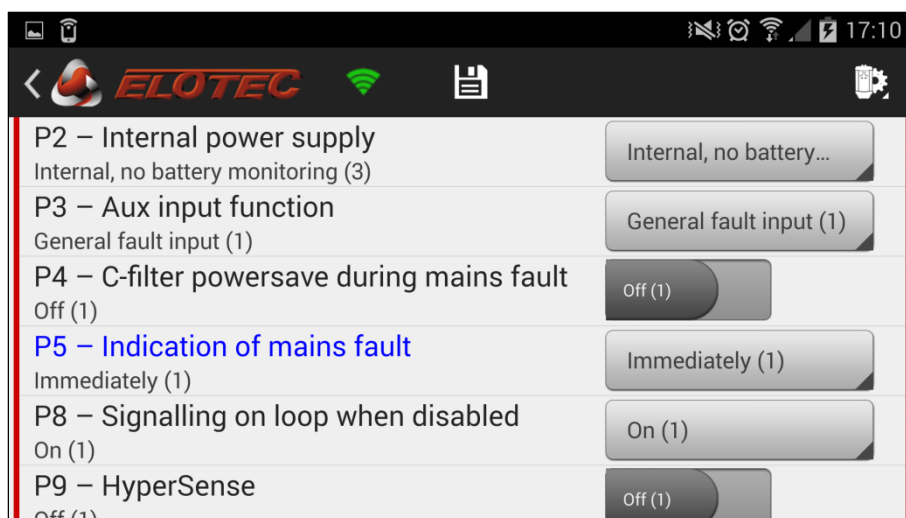 17:10
ELOTEC
P2 – Internal power supply
Internal, no battery monitoring (3)
Internal, no battery...
P3 – Aux input function
General fault input (1)
General fault input (1)
P4 – C-filter powersave during mains fault
Off (1)
Off (1)
P5 – Indication of mains fault
Immediately (1)
Immediately (1)
P8 – Signalling on loop when disabled
On (1)
On (1)
P9 – HyperSense
Off (1)
Off (1)